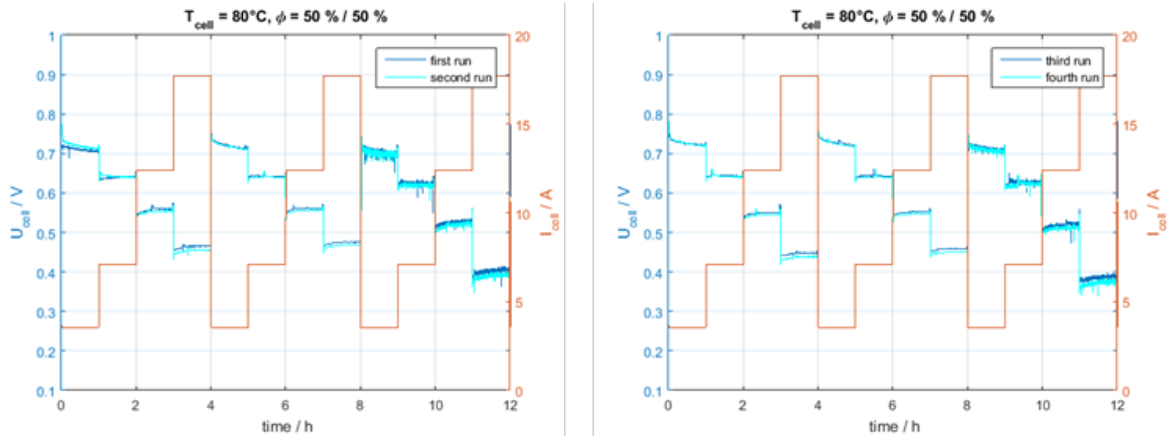 T_cell = 80°C, ϕ = 50 % / 50 %
1
0.9
0.8
0.7
0.6
0.5
0.4
0.3
0.2
0.1
U_cell / V
first run
second run
20
15
10
5
0
I_cell / A
0 2 4 6 8 10 12
time / h
T_cell = 80°C, ϕ = 50 % / 50 %
1
0.9
0.8
0.7
0.6
0.5
0.4
0.3
0.2
0.1
U_cell / V
third run
fourth run
20
15
10
5
0
I_cell / A
0 2 4 6 8 10 12
time / h